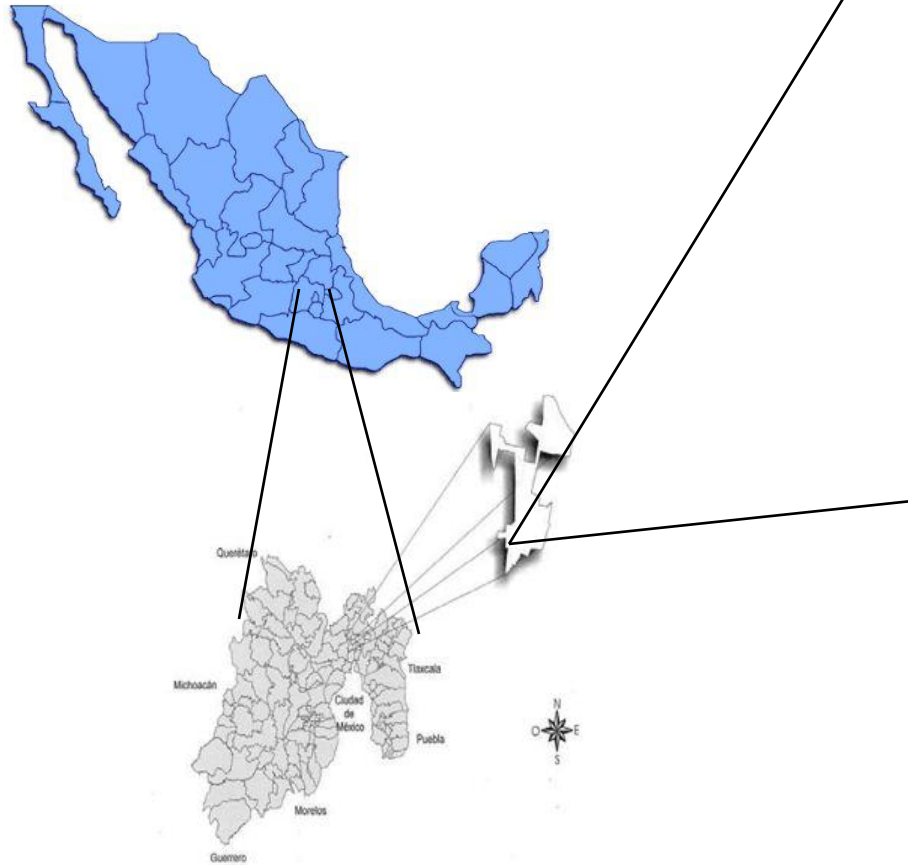 Querétaro
Tlaxcala
Michoacán
Ciudad
de
México
N
O
E
S
Puebla
Morelos
Guerrero